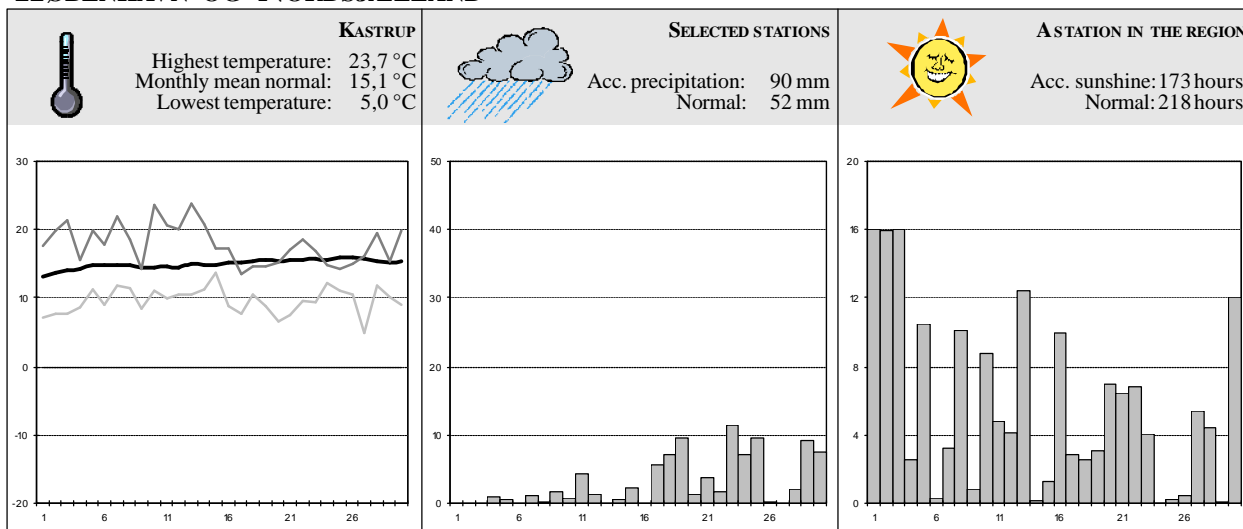 KASTRUP
Highest temperature: 23,7 °C
Monthly mean normal: 15,1 °C
Lowest temperature: 5,0 °C
SELECTED STATIONS
Acc. precipitation: 90 mm
Normal: 52 mm
A STATION IN THE REGION
Acc. sunshine: 173 hours
Normal: 218 hours
30
20
10
0
-10
-20
1 6 11 16 21 26
50
40
30
20
10
0
1 6 11 16 21 26
20
16
12
8
4
0
1 6 11 16 21 26